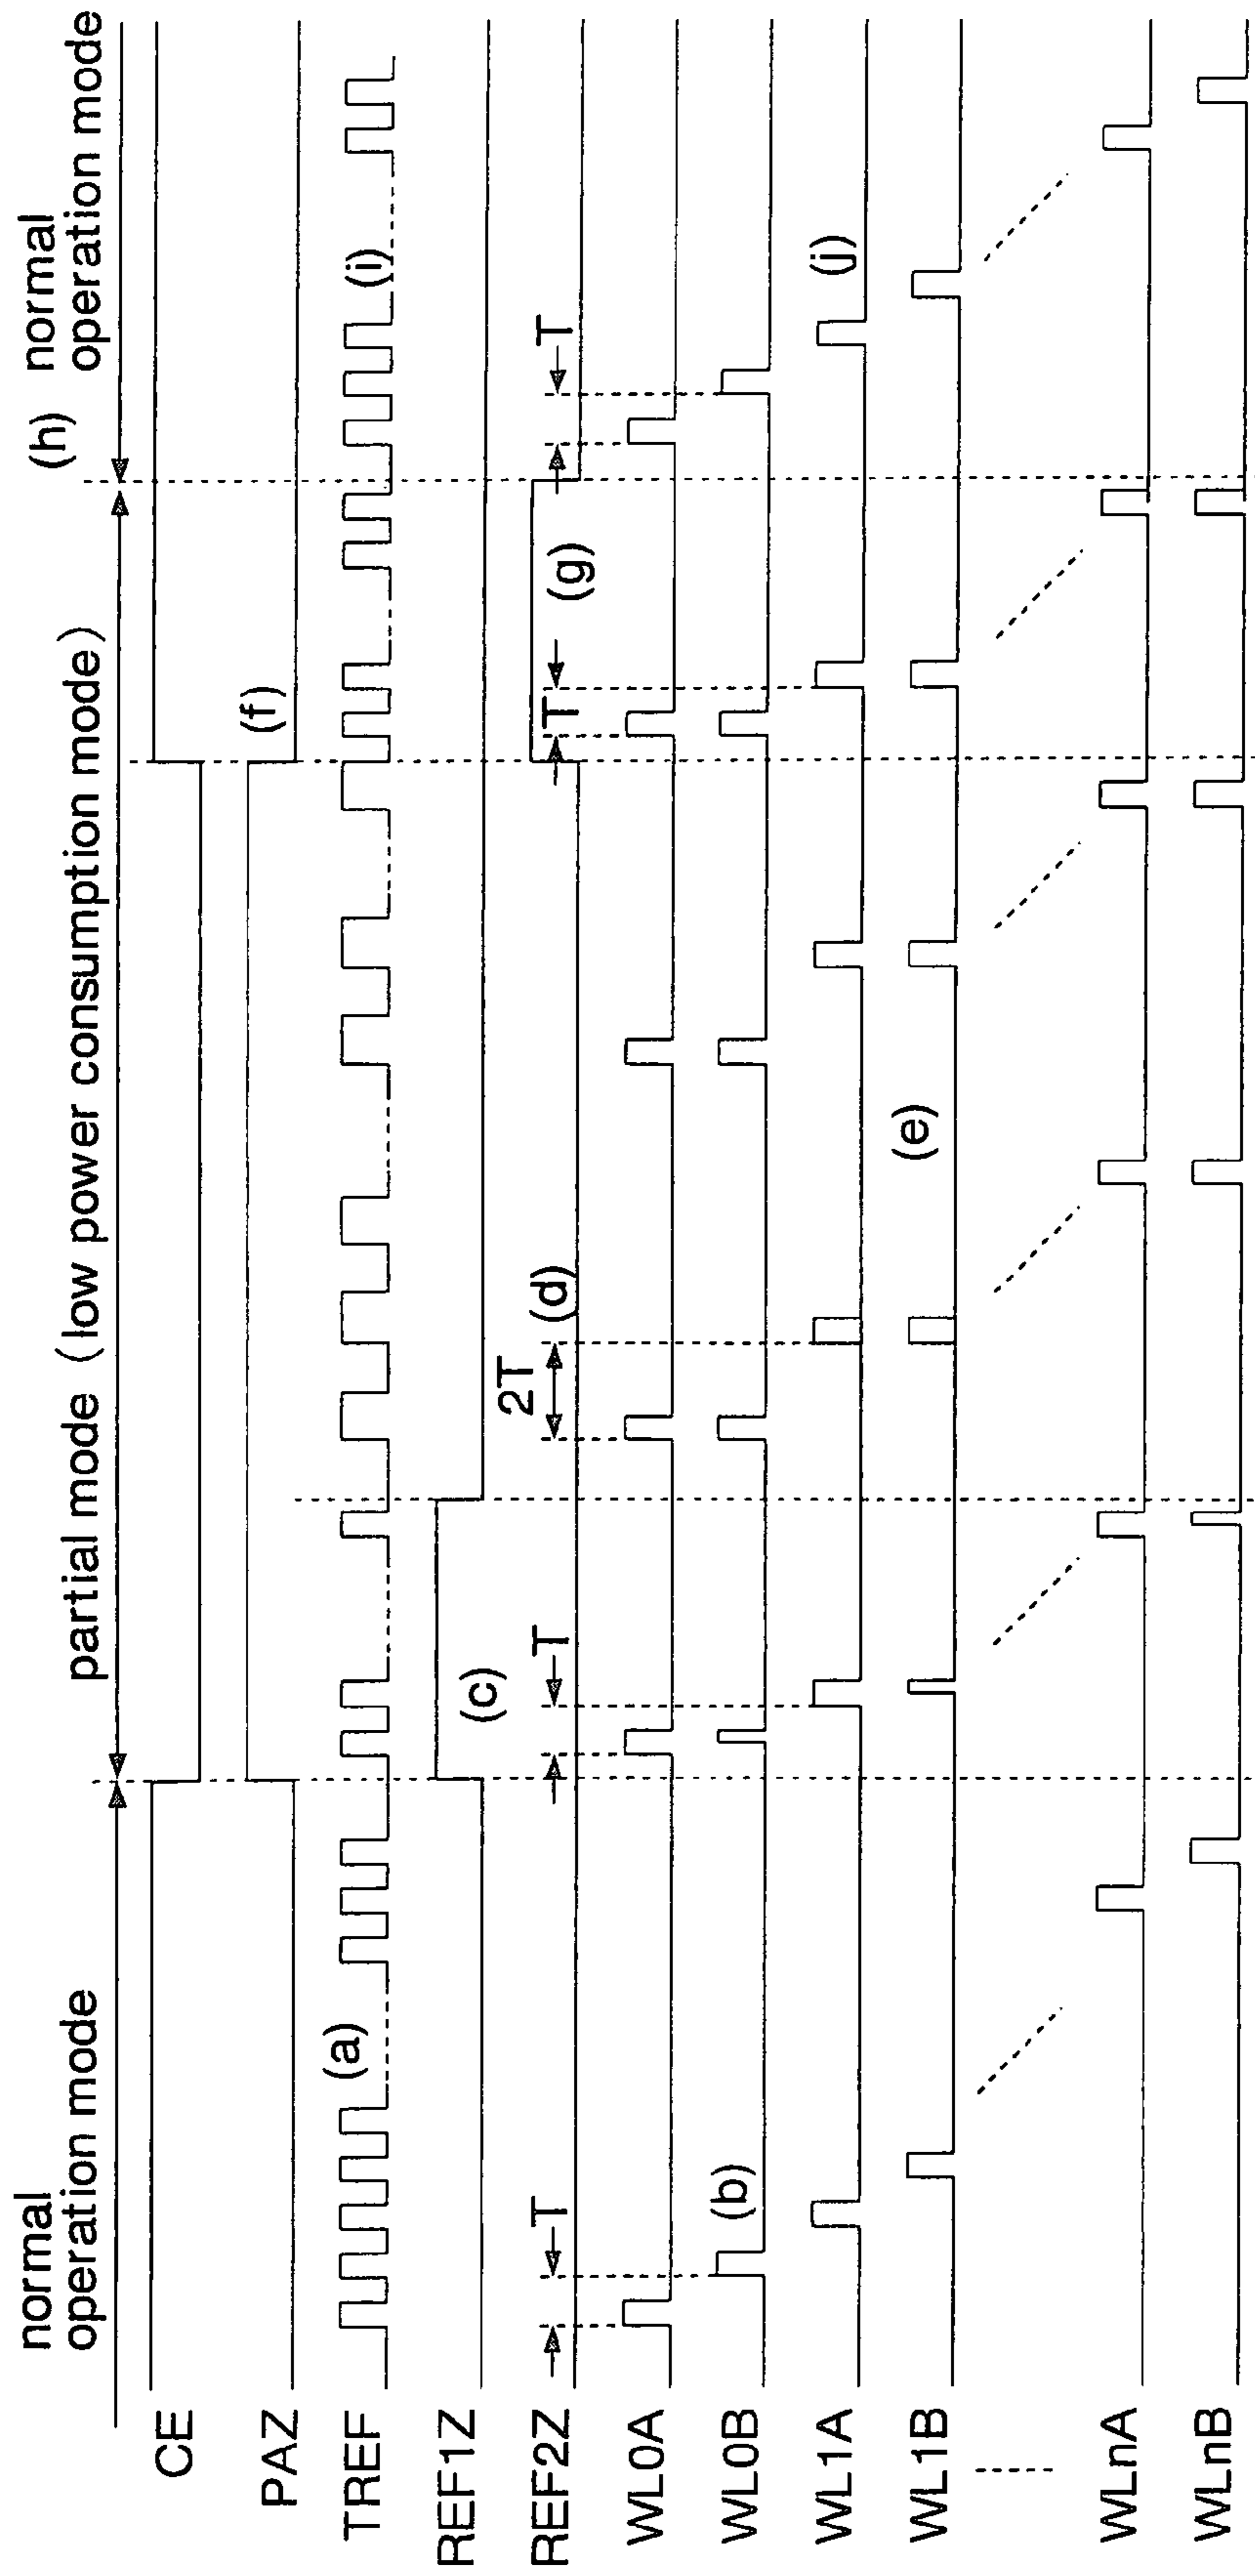 normal
operation mode
partial mode (low power consumption mode)
(h) normal
operation mode
CE
PAZ
(f)
TREF
(a)
(i)
REF1Z
(c)
2T
REF2Z
T
T
(d)
T
(g)
T
WL0A
WL0B
(b)
WL1A
(j)
WL1B
(e)
WLnA
WLnB